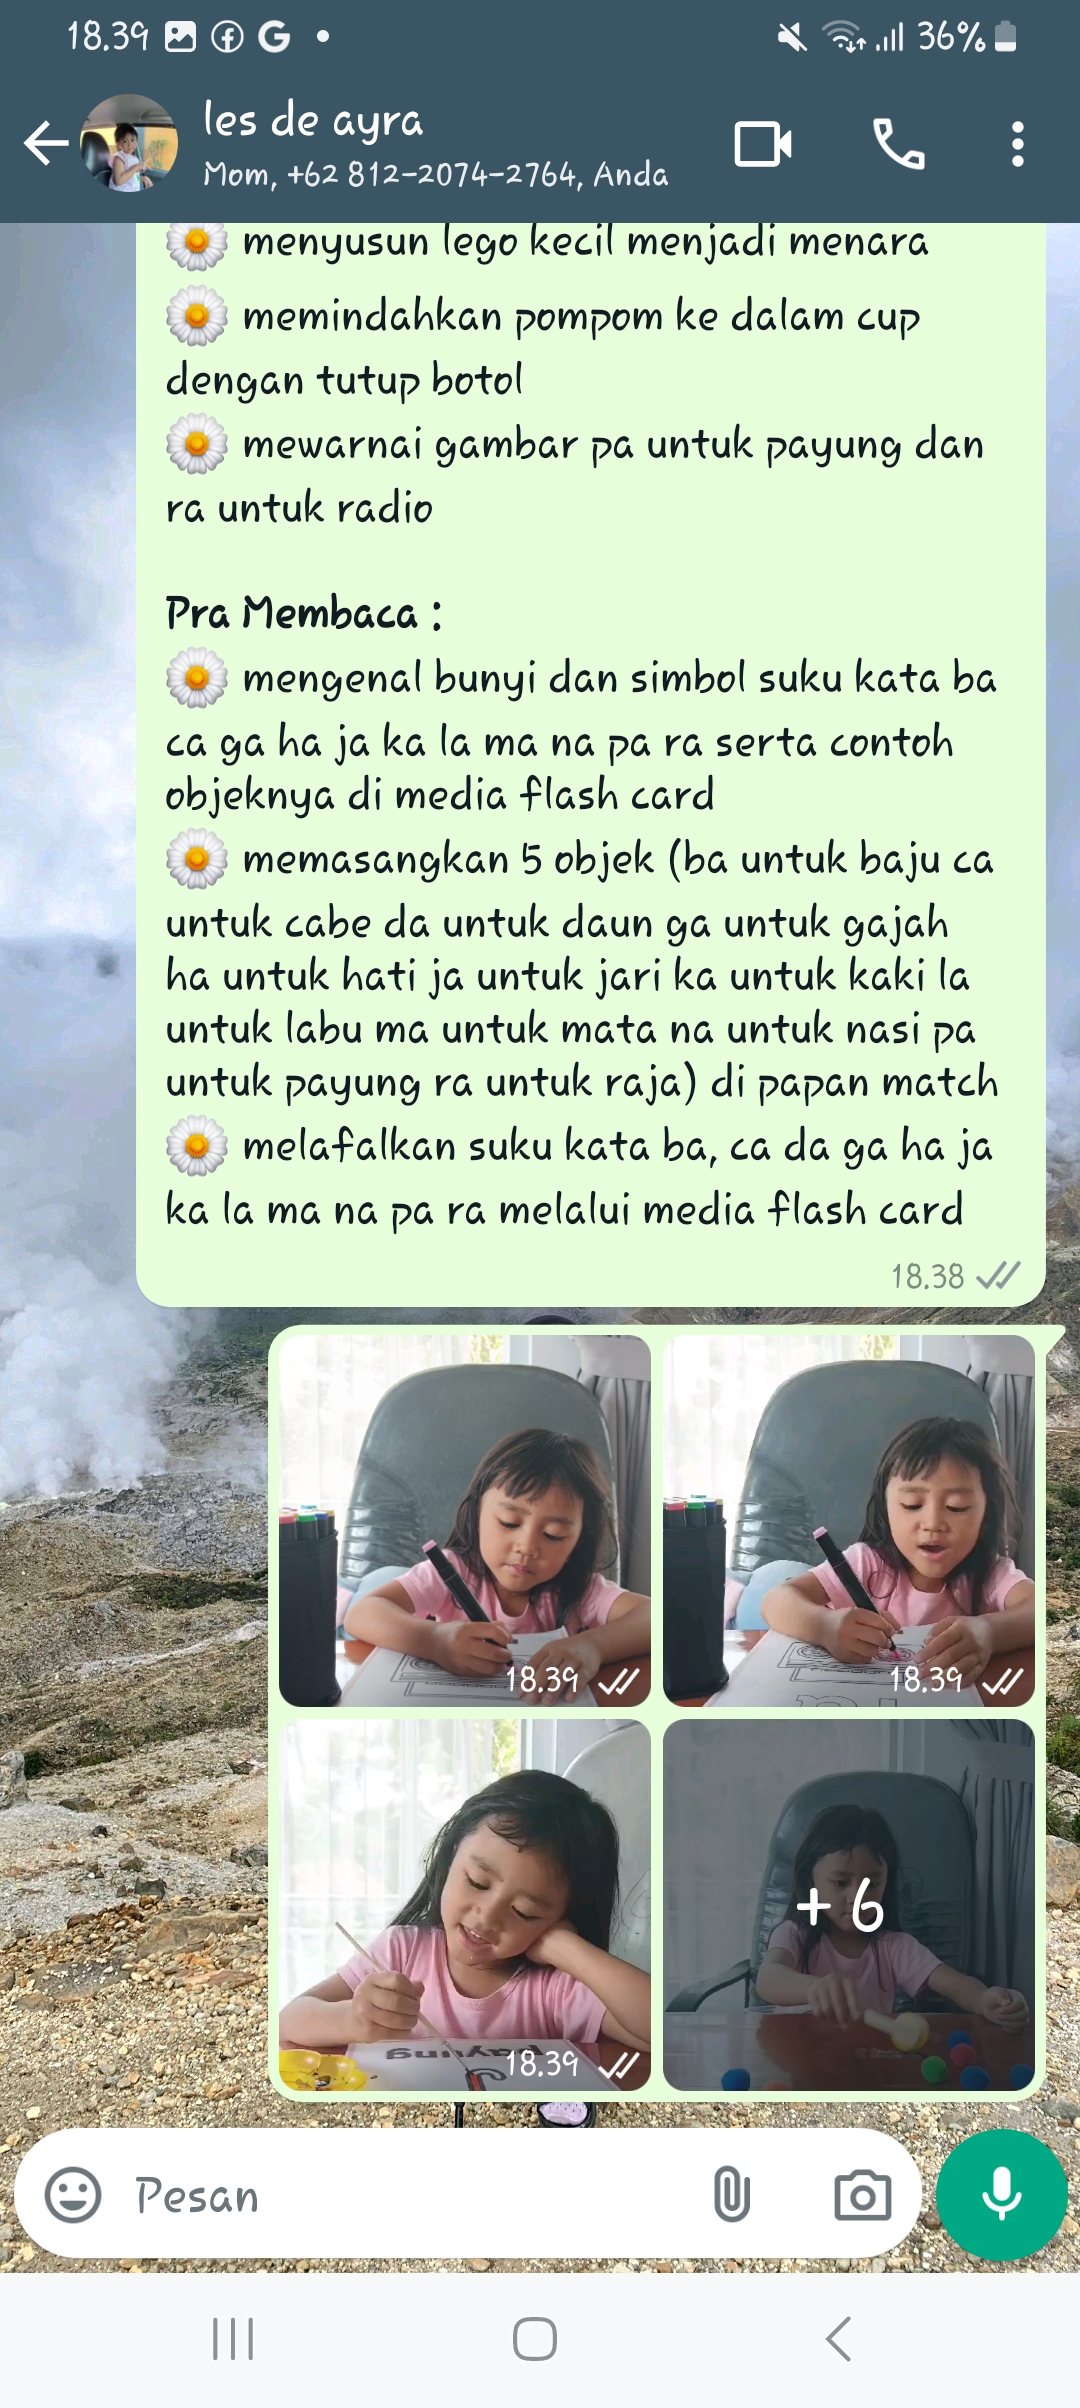 18.39
36%
les de ayra
Mom, +62 812-2074-2764, Anda
menyusun lego kecil menjadi menara
memindahkan pompom ke dalam cup
dengan tutup botol
mewarnai gambar pa untuk payung dan
ra untuk radio
Pra Membaca :
mengenal bunyi dan simbol suku kata ba
ca ga ha ja ka la ma na pa ra serta contoh
objeknya di media flash card
memasangkan 5 objek (ba untuk baju ca
untuk cabe da untuk daun ga untuk gajah
ha untuk hati ja untuk jari ka untuk kaki la
untuk labu ma untuk mata na untuk nasi pa
untuk payung ra untuk raja) di papan match
melafalkan suku kata ba, ca da ga ha ja
ka la ma na pa ra melalui media flash card
18.38
18.39
18.39
payung
18.39
+ 6
Pesan